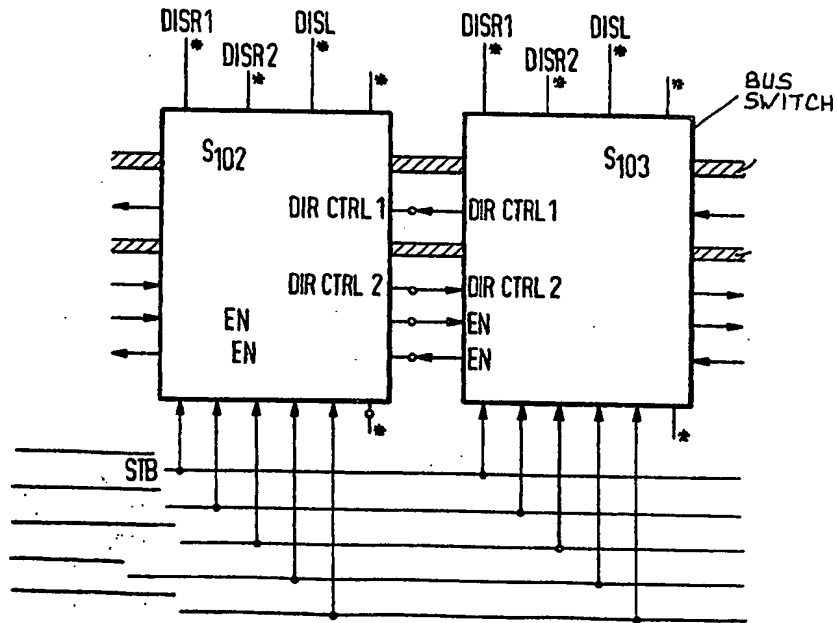 DISR1 DISL DISR1 DISL
* DISR2 * * DISR2 *
* * * *
BUS
SWITCH
S102 S103
DIR CTRL 1 DIR CTRL 1
DIR CTRL 2 DIR CTRL 2
EN EN
EN EN
* *
STB